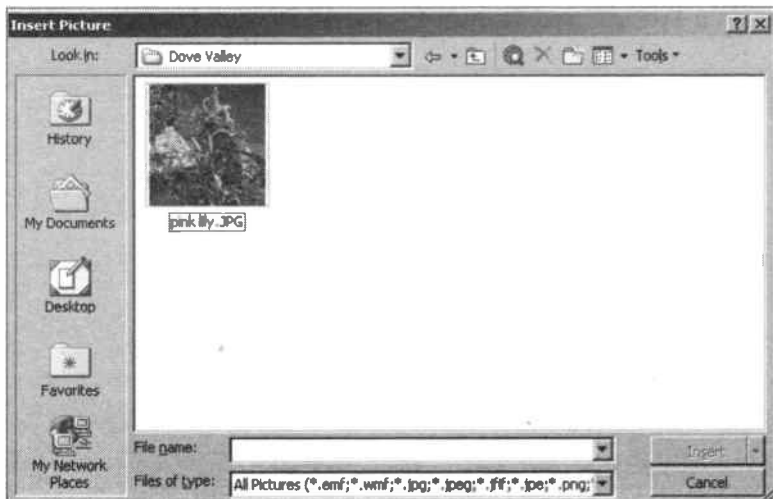 Insert Picture
Look in: Dove Valley Tools
History
pink lily.JPG
My Documents
Desktop
Favorites
My Network
Places
File name: Insert
Files of type: All Pictures (*.emf;*.wmf;*.jpg;*.jpeg;*.jfif;*.jpe;*.png; Cancel